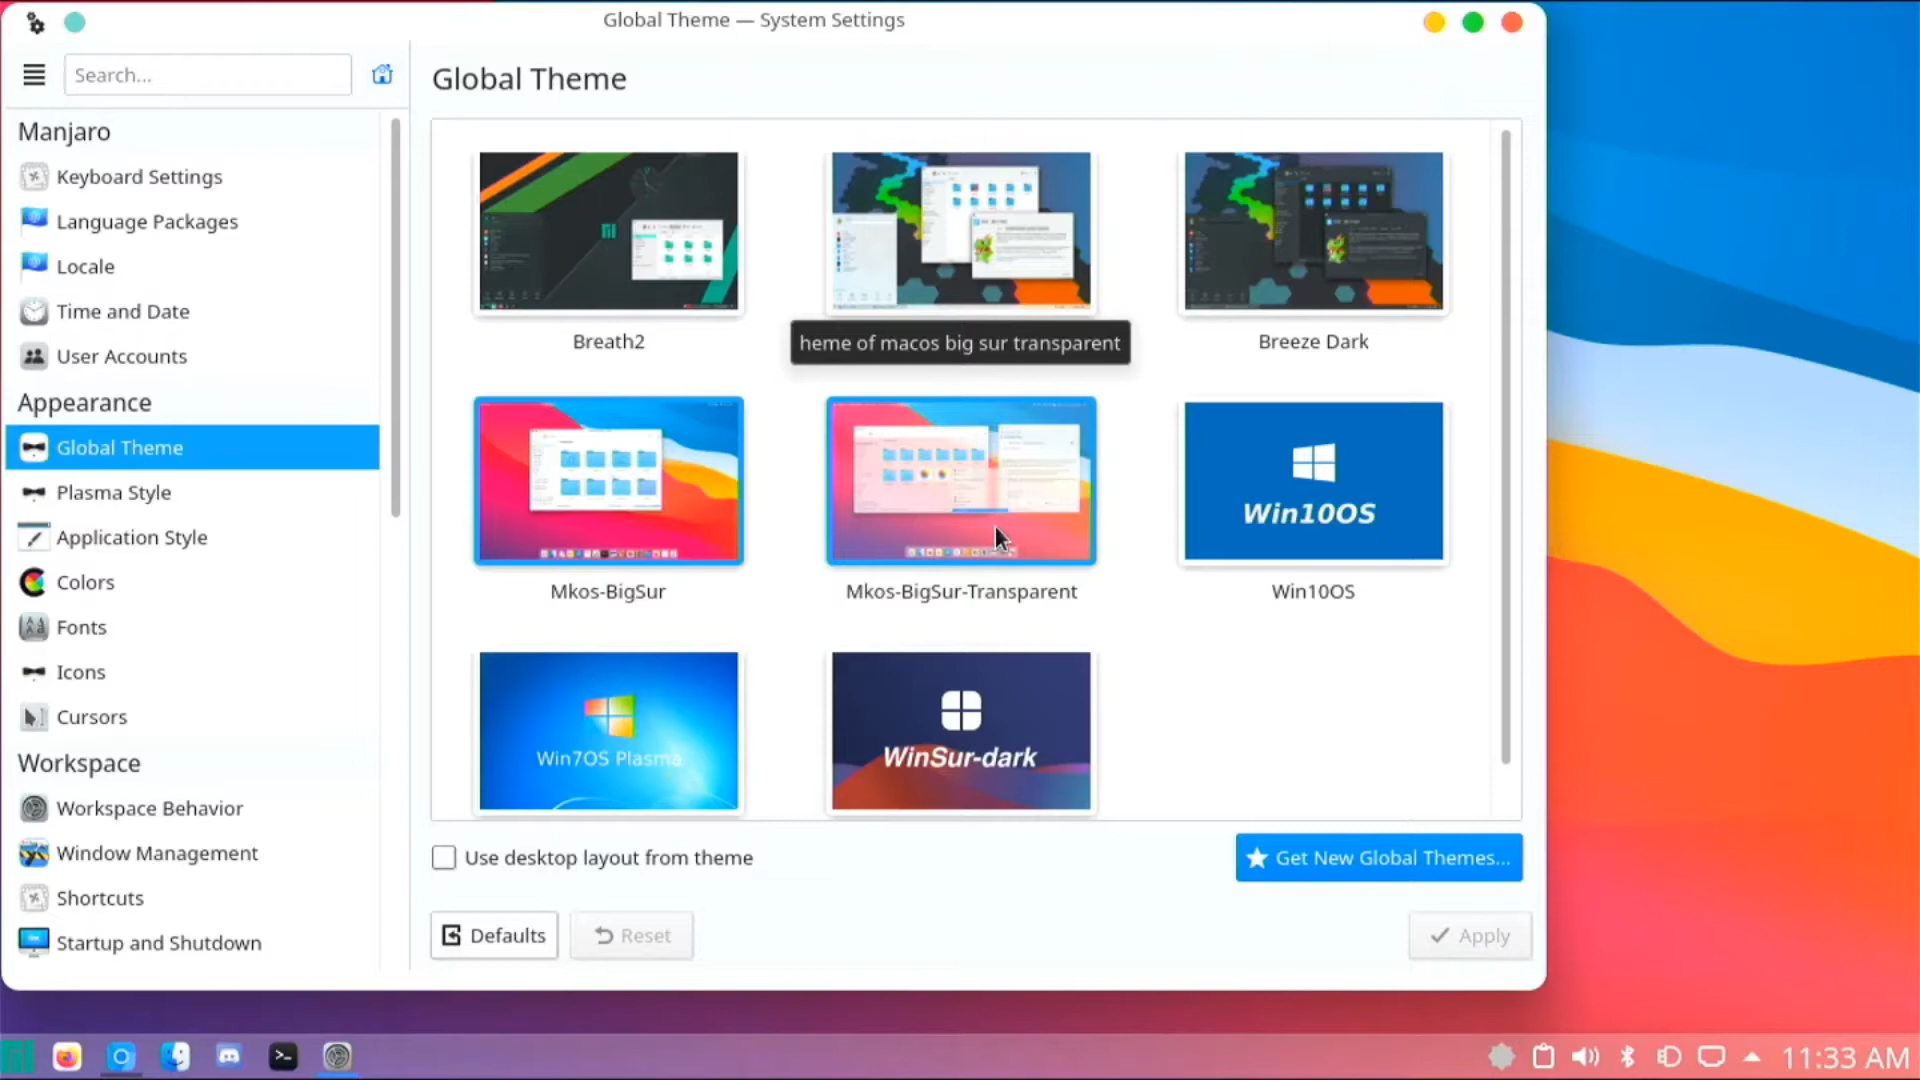 Global Theme — System Settings
Search...
Global Theme
Manjaro
Keyboard Settings
Language Packages
Locale
Time and Date
User Accounts
Appearance
Global Theme
Plasma Style
Application Style
Colors
Fonts
Icons
Cursors
Workspace
Workspace Behavior
Window Management
Shortcuts
Startup and Shutdown
Breath2
heme of macos big sur transparent
Breeze Dark
Mkos-BigSur
Mkos-BigSur-Transparent
Win10OS
Win10OS
Win7OS Plasma
WinSur-dark
Use desktop layout from theme
Get New Global Themes...
Defaults
Reset
Apply
11:33 AM